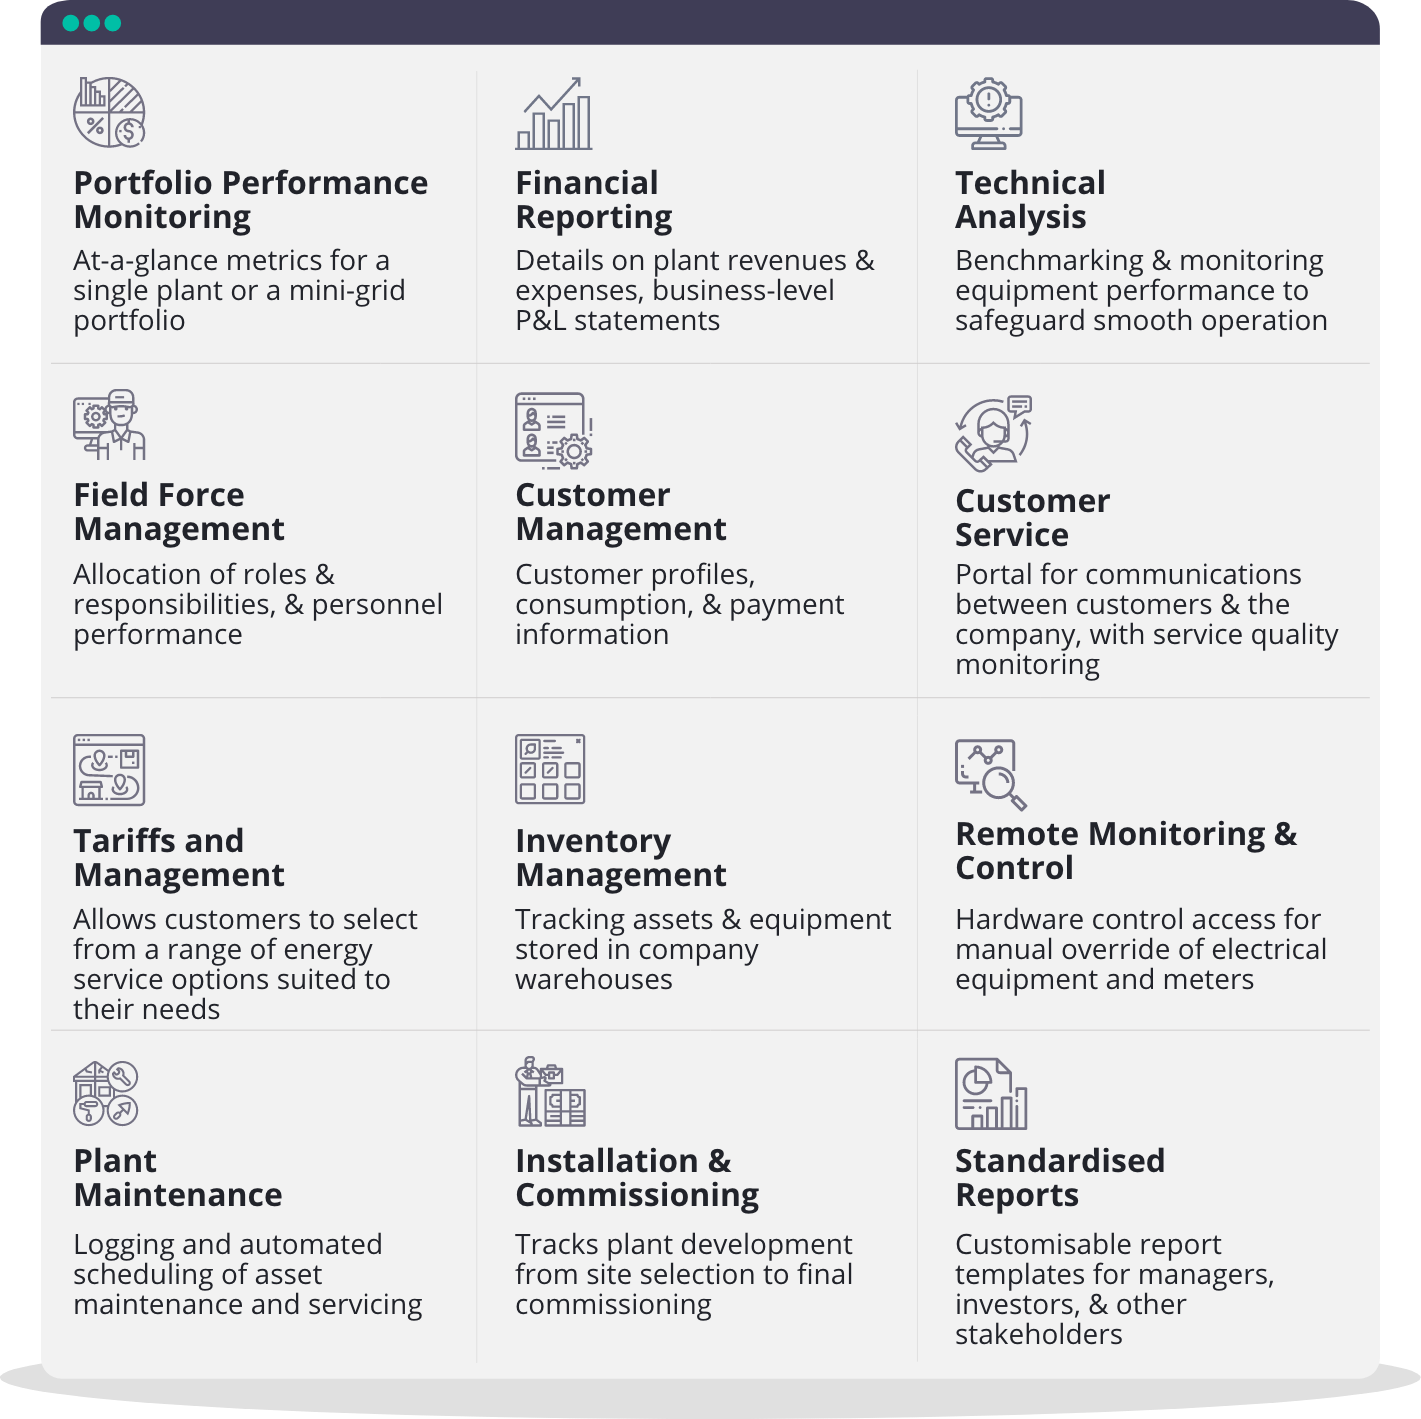 Portfolio Performance
Monitoring
At-a-glance metrics for a
single plant or a mini-grid
portfolio
Financial
Reporting
Details on plant revenues &
expenses, business-level
P&L statements
Technical
Analysis
Benchmarking & monitoring
equipment performance to
safeguard smooth operation
Field Force
Management
Allocation of roles &
responsibilities, & personnel
performance
Customer
Management
Customer profiles,
consumption, & payment
information
Customer
Service
Portal for communications
between customers & the
company, with service quality
monitoring
Tariffs and
Management
Allows customers to select
from a range of energy
service options suited to
their needs
Inventory
Management
Tracking assets & equipment
stored in company
warehouses
Remote Monitoring &
Control
Hardware control access for
manual override of electrical
equipment and meters
Plant
Maintenance
Logging and automated
scheduling of asset
maintenance and servicing
Installation &
Commissioning
Tracks plant development
from site selection to final
commissioning
Standardised
Reports
Customisable report
templates for managers,
investors, & other
stakeholders